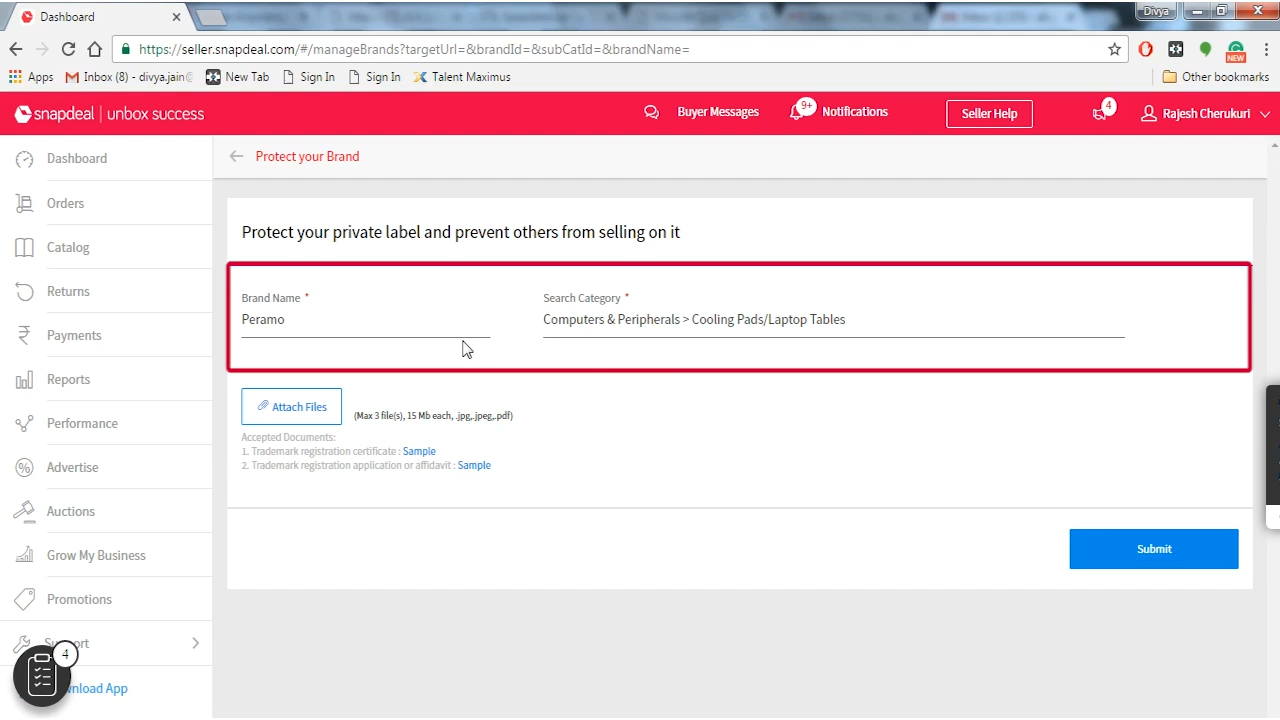 Dashboard
Divya
https://seller.snapdeal.com/#/manageBrands?targetUrl=&brandId=&subCatId=&brandName=
NEW
Apps
Inbox (8) - divya.jain
New Tab
Sign In
Sign In
Talent Maximus
Other bookmarks
snapdeal | unbox success
Buyer Messages
9+
Notifications
Seller Help
4
Rajesh Cherukuri
Dashboard
Orders
Catalog
Returns
Payments
Reports
Performance
Advertise
Auctions
Grow My Business
Promotions
Support
4
Download App
Protect your Brand
Protect your private label and prevent others from selling on it
Brand Name *
Search Category *
Peramo
Computers & Peripherals > Cooling Pads/Laptop Tables
Attach Files
(Max 3 file(s), 15 Mb each, .jpg,.jpeg,.pdf)
Accepted Documents:
1. Trademark registration certificate : Sample
2. Trademark registration application or affidavit : Sample
Submit